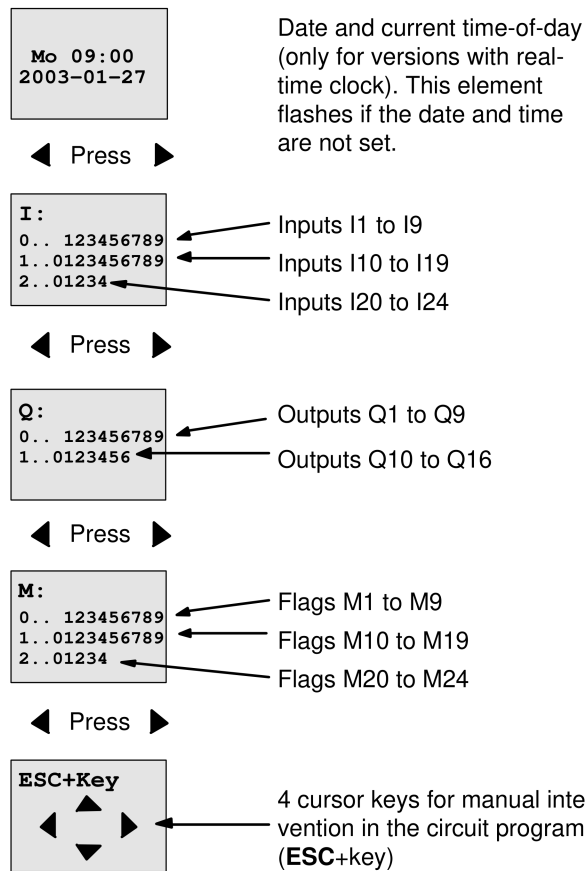 Mo 09:00
2003–01–27
Date and current time-of-day
(only for versions with real-
time clock). This element
flashes if the date and time
are not set.
Press
I:
0.. 123456789
1..0123456789
2..01234
Inputs I1 to I9
Inputs I10 to I19
Inputs I20 to I24
Press
Q:
0.. 123456789
1..0123456
Outputs Q1 to Q9
Outputs Q10 to Q16
Press
M:
0.. 123456789
1..0123456789
2..01234
Flags M1 to M9
Flags M10 to M19
Flags M20 to M24
Press
ESC+Key
4 cursor keys for manual inte
vention in the circuit program
(ESC+key)